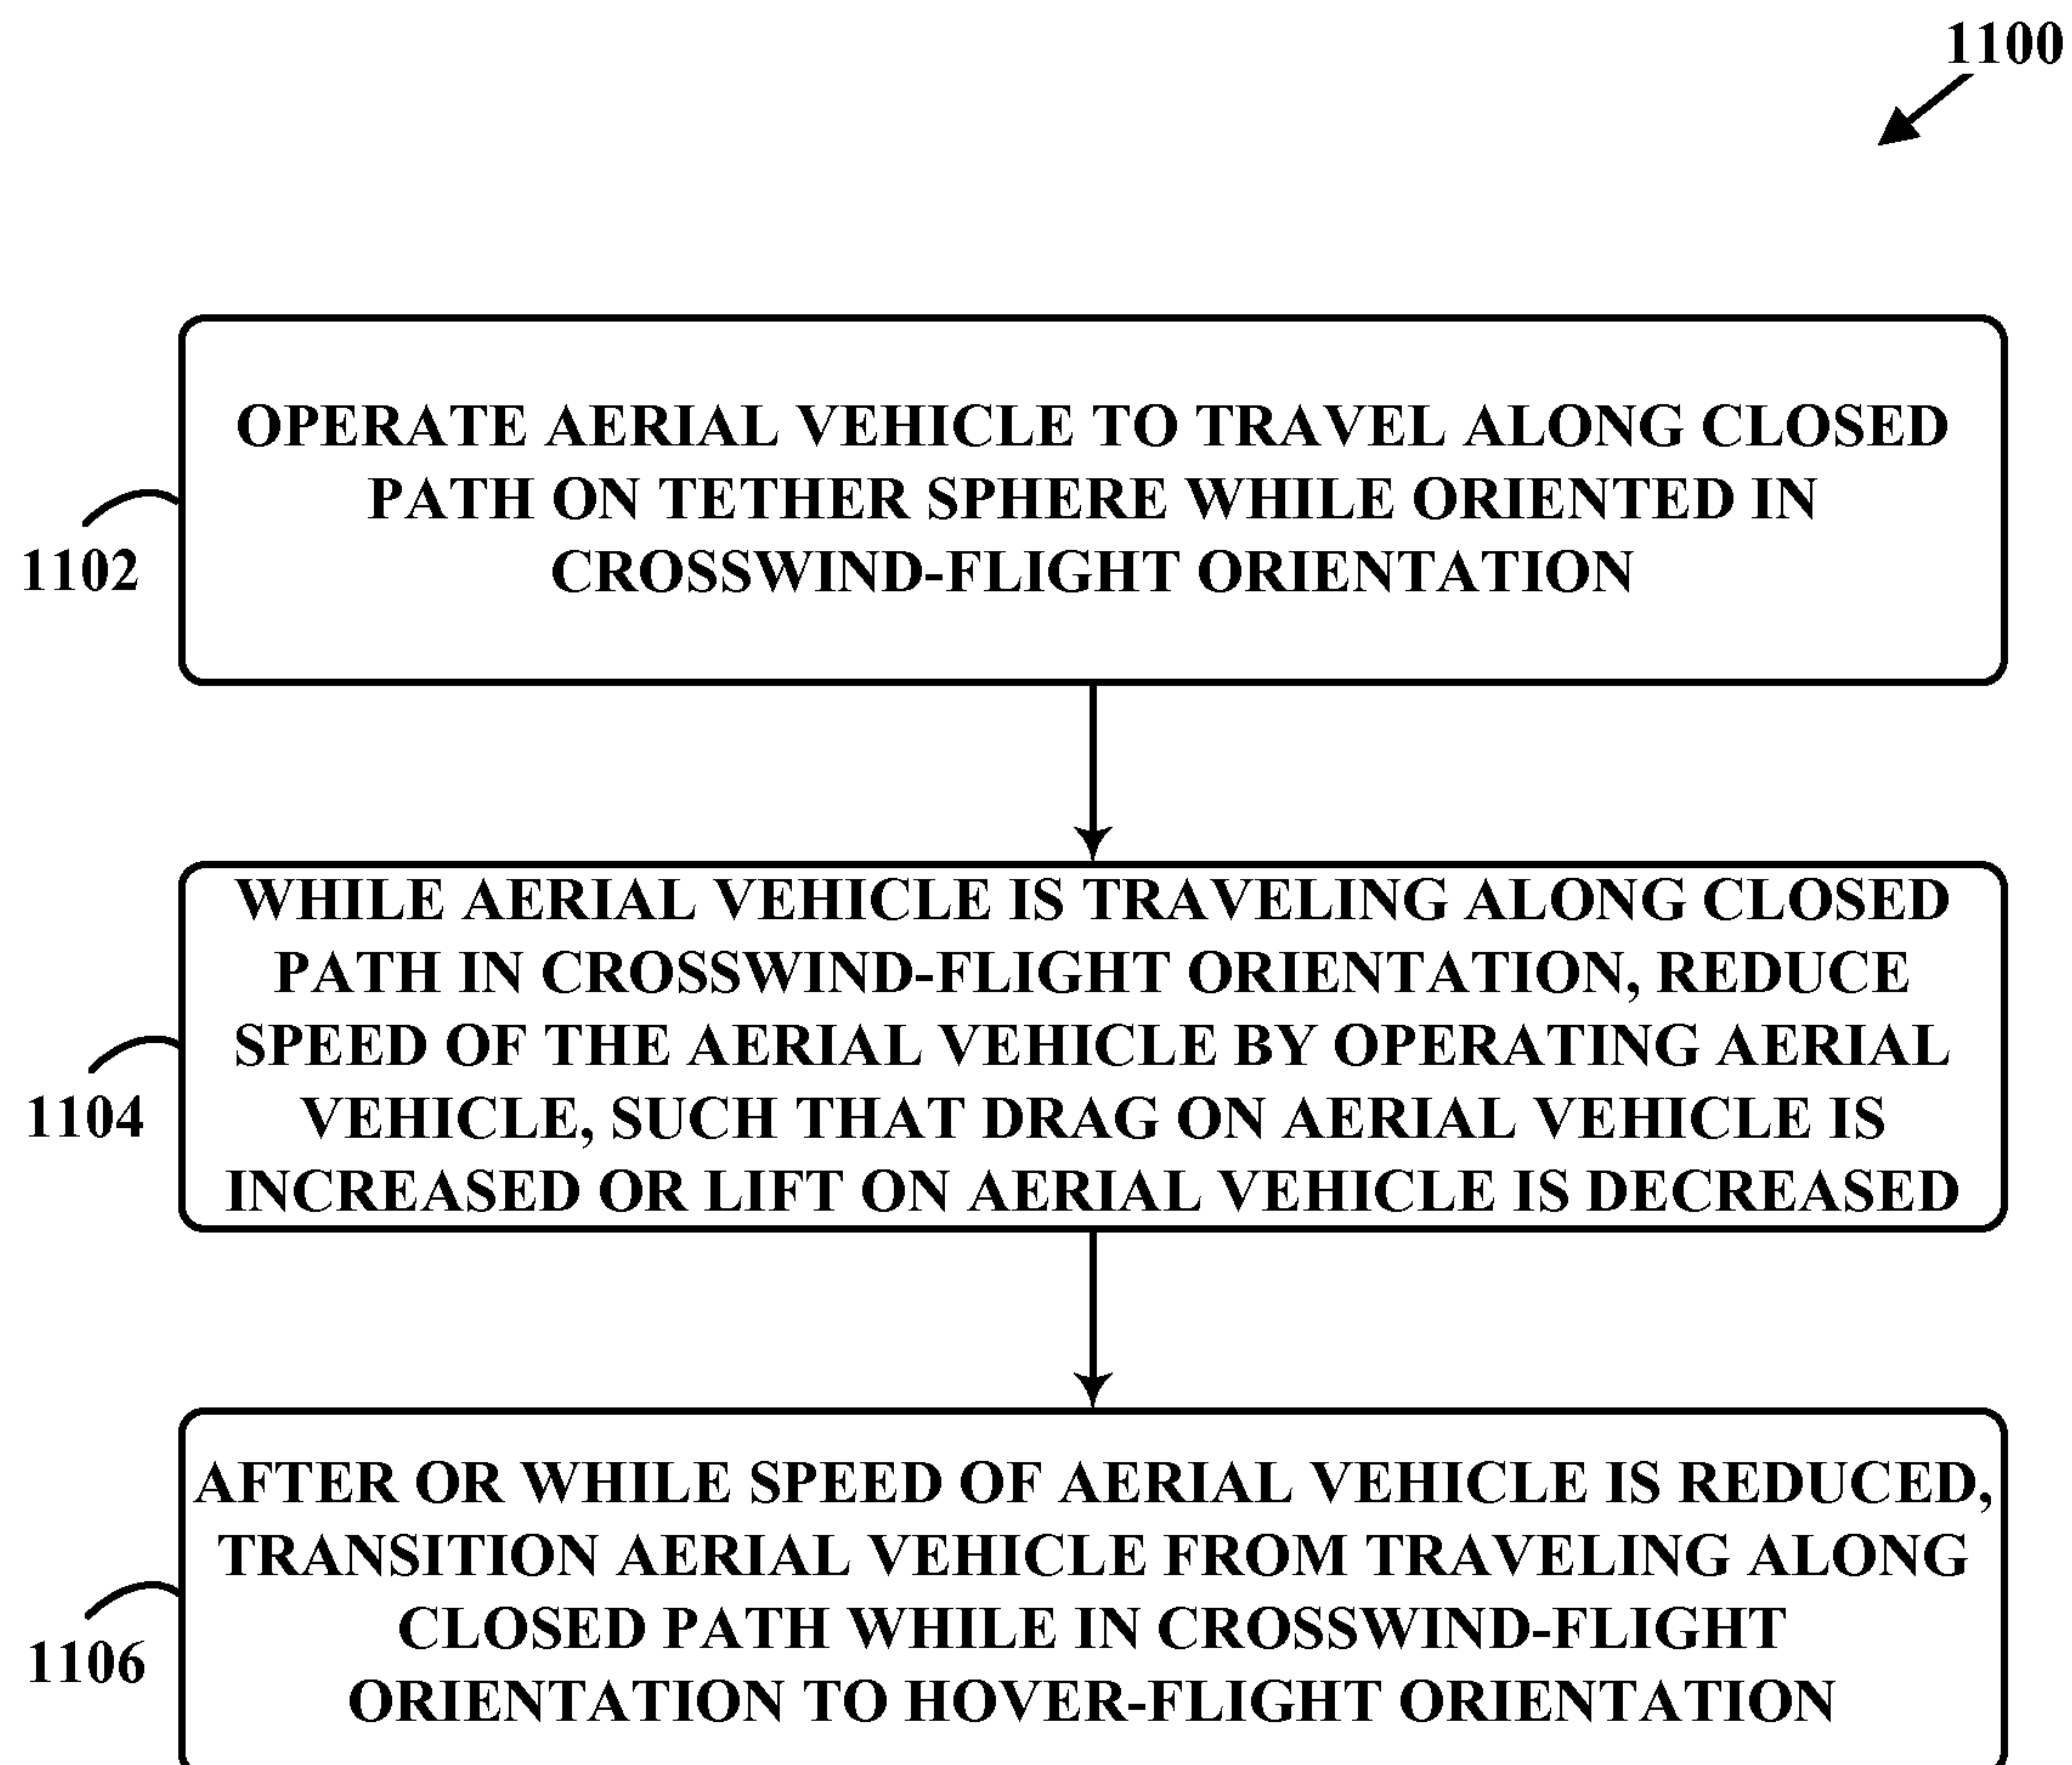 1100
OPERATE AERIAL VEHICLE TO TRAVEL ALONG CLOSED
PATH ON TETHER SPHERE WHILE ORIENTED IN
CROSSWIND-FLIGHT ORIENTATION
1102
WHILE AERIAL VEHICLE IS TRAVELING ALONG CLOSED
PATH IN CROSSWIND-FLIGHT ORIENTATION, REDUCE
SPEED OF THE AERIAL VEHICLE BY OPERATING AERIAL
VEHICLE, SUCH THAT DRAG ON AERIAL VEHICLE IS
INCREASED OR LIFT ON AERIAL VEHICLE IS DECREASED
1104
AFTER OR WHILE SPEED OF AERIAL VEHICLE IS REDUCED,
TRANSITION AERIAL VEHICLE FROM TRAVELING ALONG
CLOSED PATH WHILE IN CROSSWIND-FLIGHT
ORIENTATION TO HOVER-FLIGHT ORIENTATION
1106